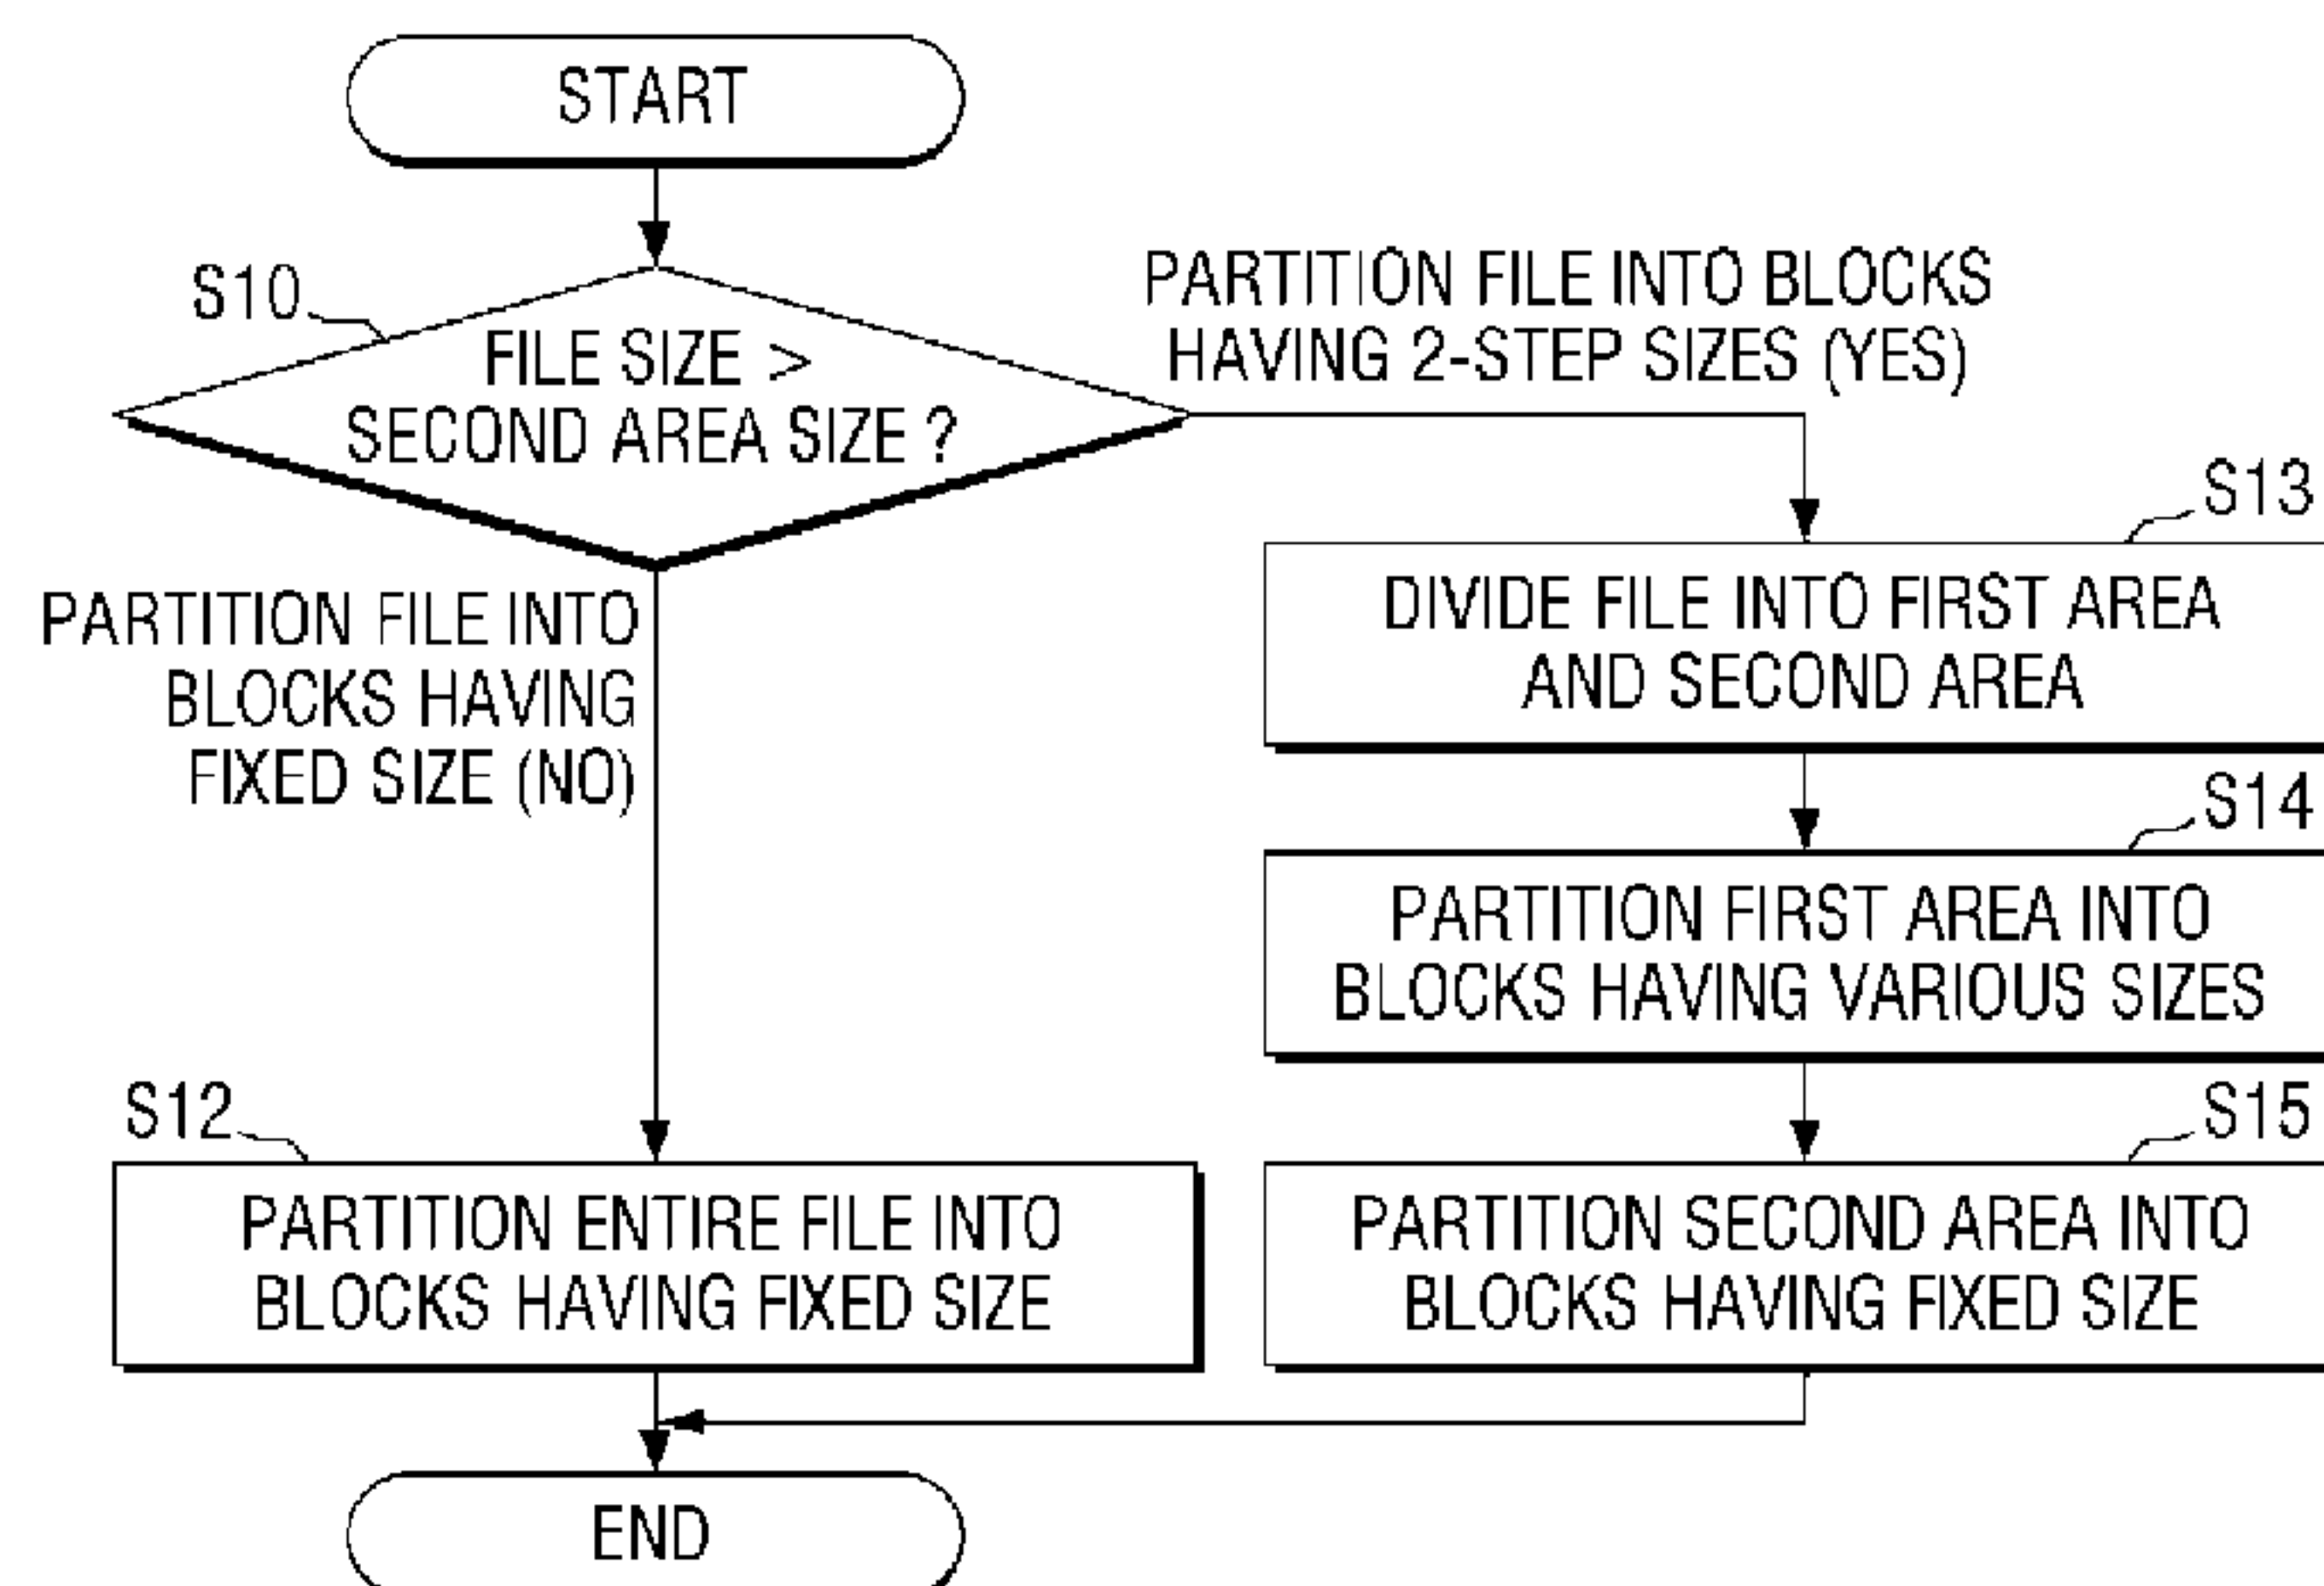 START
S10
FILE SIZE >
SECOND AREA SIZE ?
PARTITION FILE INTO BLOCKS
HAVING 2-STEP SIZES (YES)
PARTITION FILE INTO
BLOCKS HAVING
FIXED SIZE (NO)
S13
DIVIDE FILE INTO FIRST AREA
AND SECOND AREA
S14
PARTITION FIRST AREA INTO
BLOCKS HAVING VARIOUS SIZES
S12
PARTITION ENTIRE FILE INTO
BLOCKS HAVING FIXED SIZE
S15
PARTITION SECOND AREA INTO
BLOCKS HAVING FIXED SIZE
END